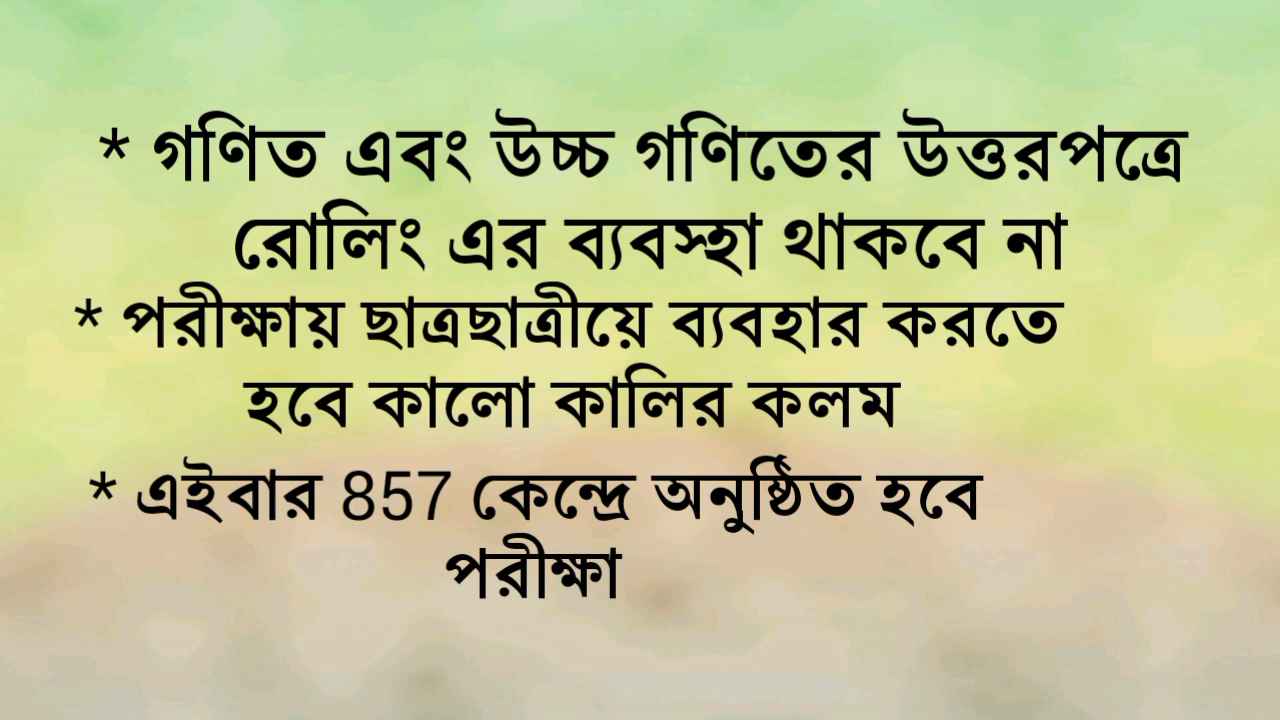 * গণিত এবং উচ্চ গণিতের উত্তরপত্রে
রোলিং এর ব্যবস্হা থাকবে না
* পরীক্ষায় ছাত্রছাত্রীয়ে ব্যবহার করতে
হবে কালো কালির কলম
* এইবার 857 কেন্দ্রে অনুষ্ঠিত হবে
পরীক্ষা